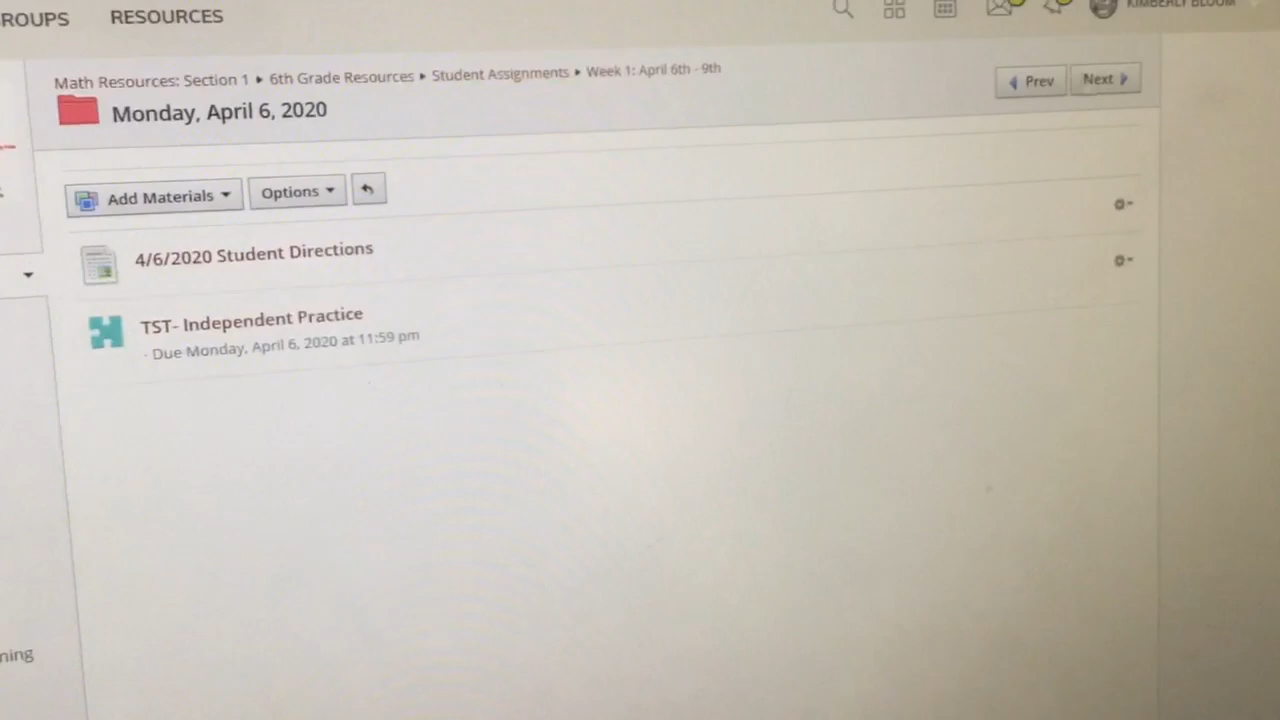 ROUPS RESOURCES KIMBERLY BLOOM
Math Resources: Section 1 ▸ 6th Grade Resources ▸ Student Assignments ▸ Week 1: April 6th - 9th
Monday, April 6, 2020
Prev Next
Add Materials Options
4/6/2020 Student Directions
TST- Independent Practice
· Due Monday, April 6, 2020 at 11:59 pm
ning